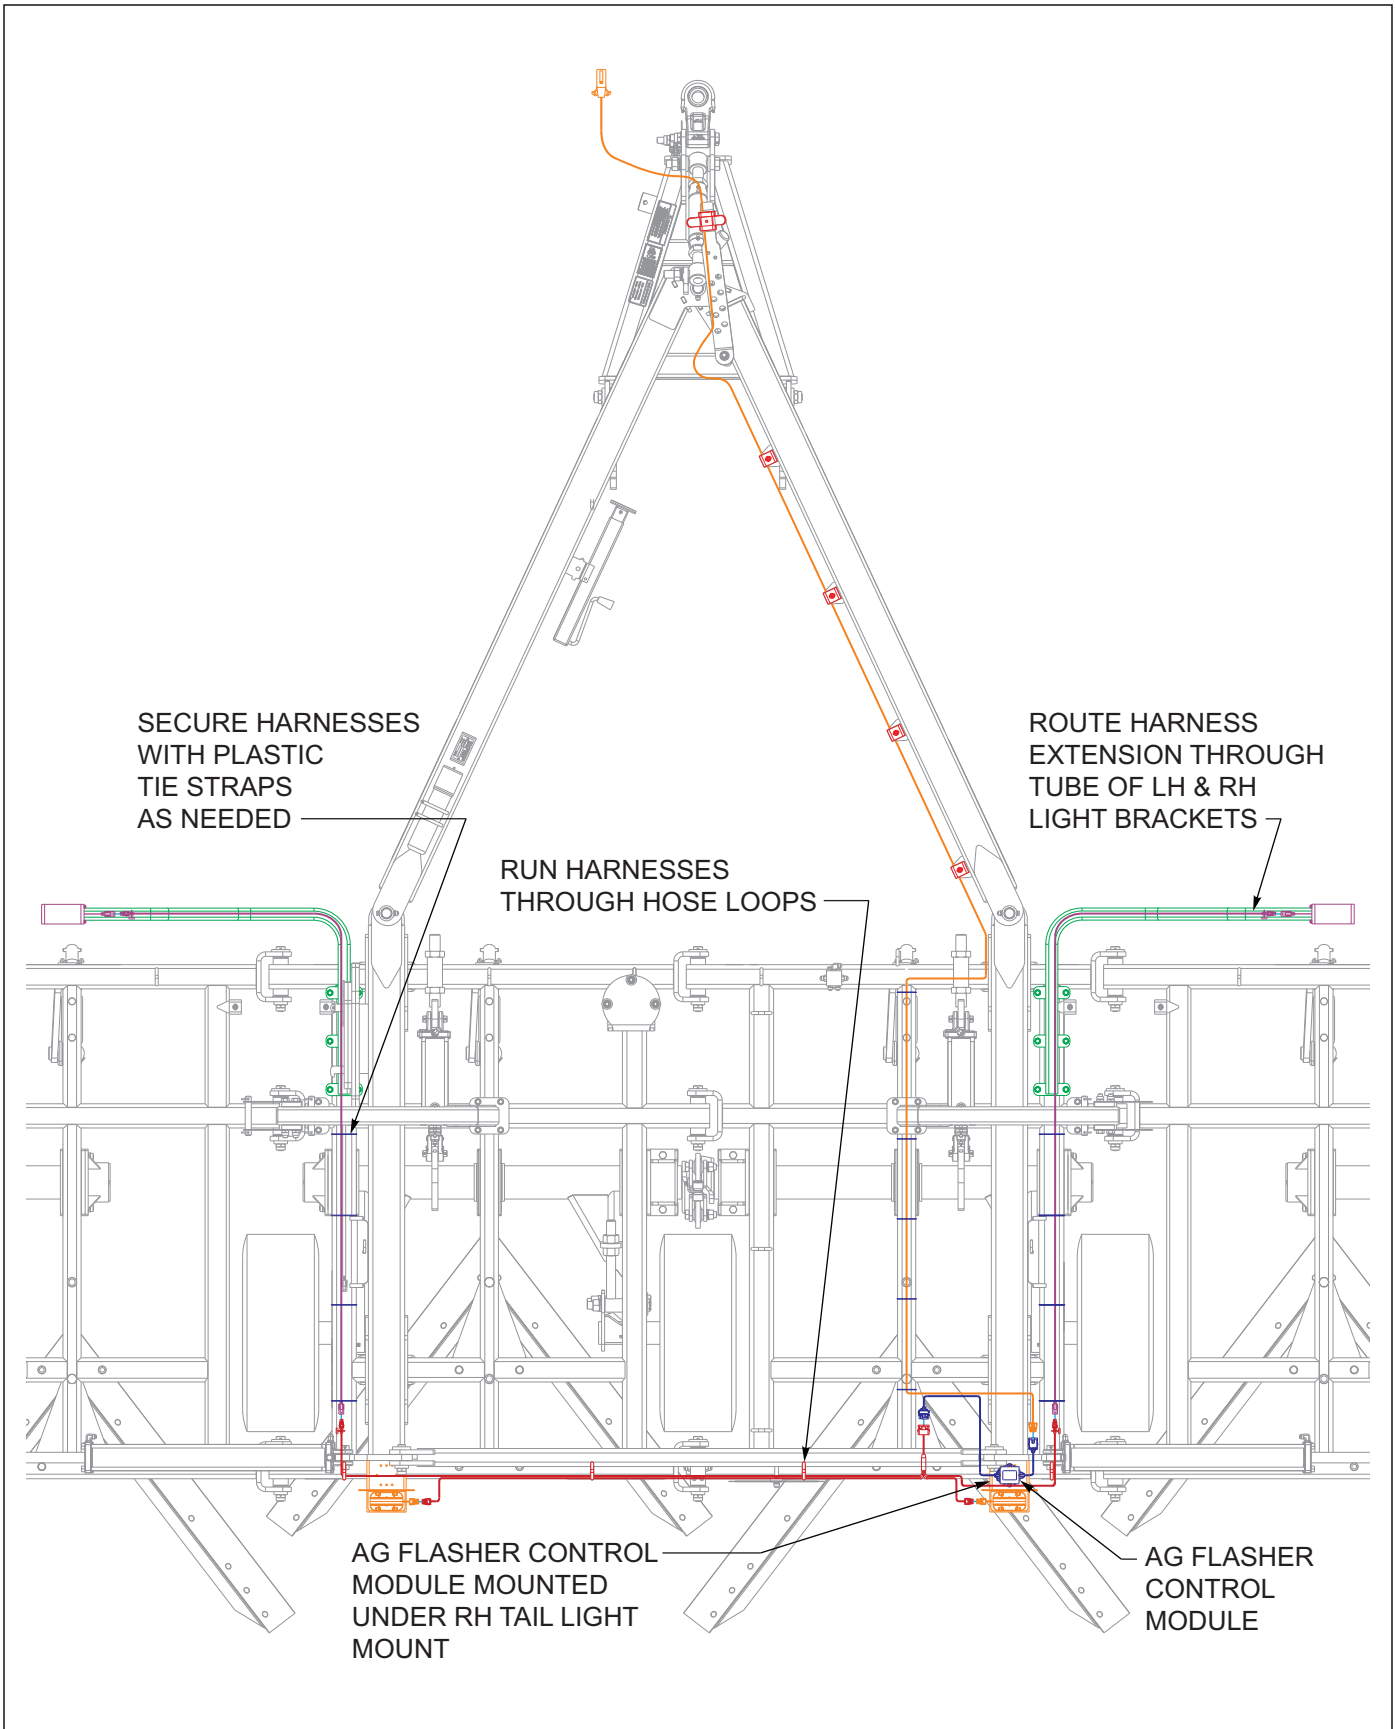 SECURE HARNESSES
WITH PLASTIC
TIE STRAPS
AS NEEDED
ROUTE HARNESS
EXTENSION THROUGH
TUBE OF LH & RH
LIGHT BRACKETS
RUN HARNESSES
THROUGH HOSE LOOPS
AG FLASHER CONTROL
MODULE MOUNTED
UNDER RH TAIL LIGHT
MOUNT
AG FLASHER
CONTROL
MODULE